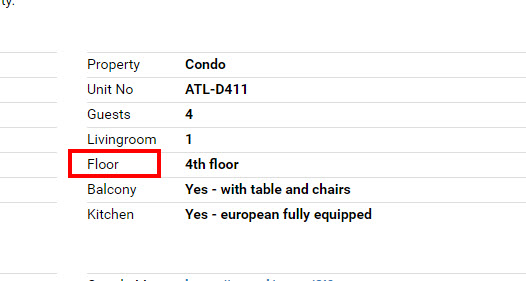 ty.
Property Condo
Unit No ATL-D411
Guests 4
Livingroom 1
Floor 4th floor
Balcony Yes - with table and chairs
Kitchen Yes - european fully equipped